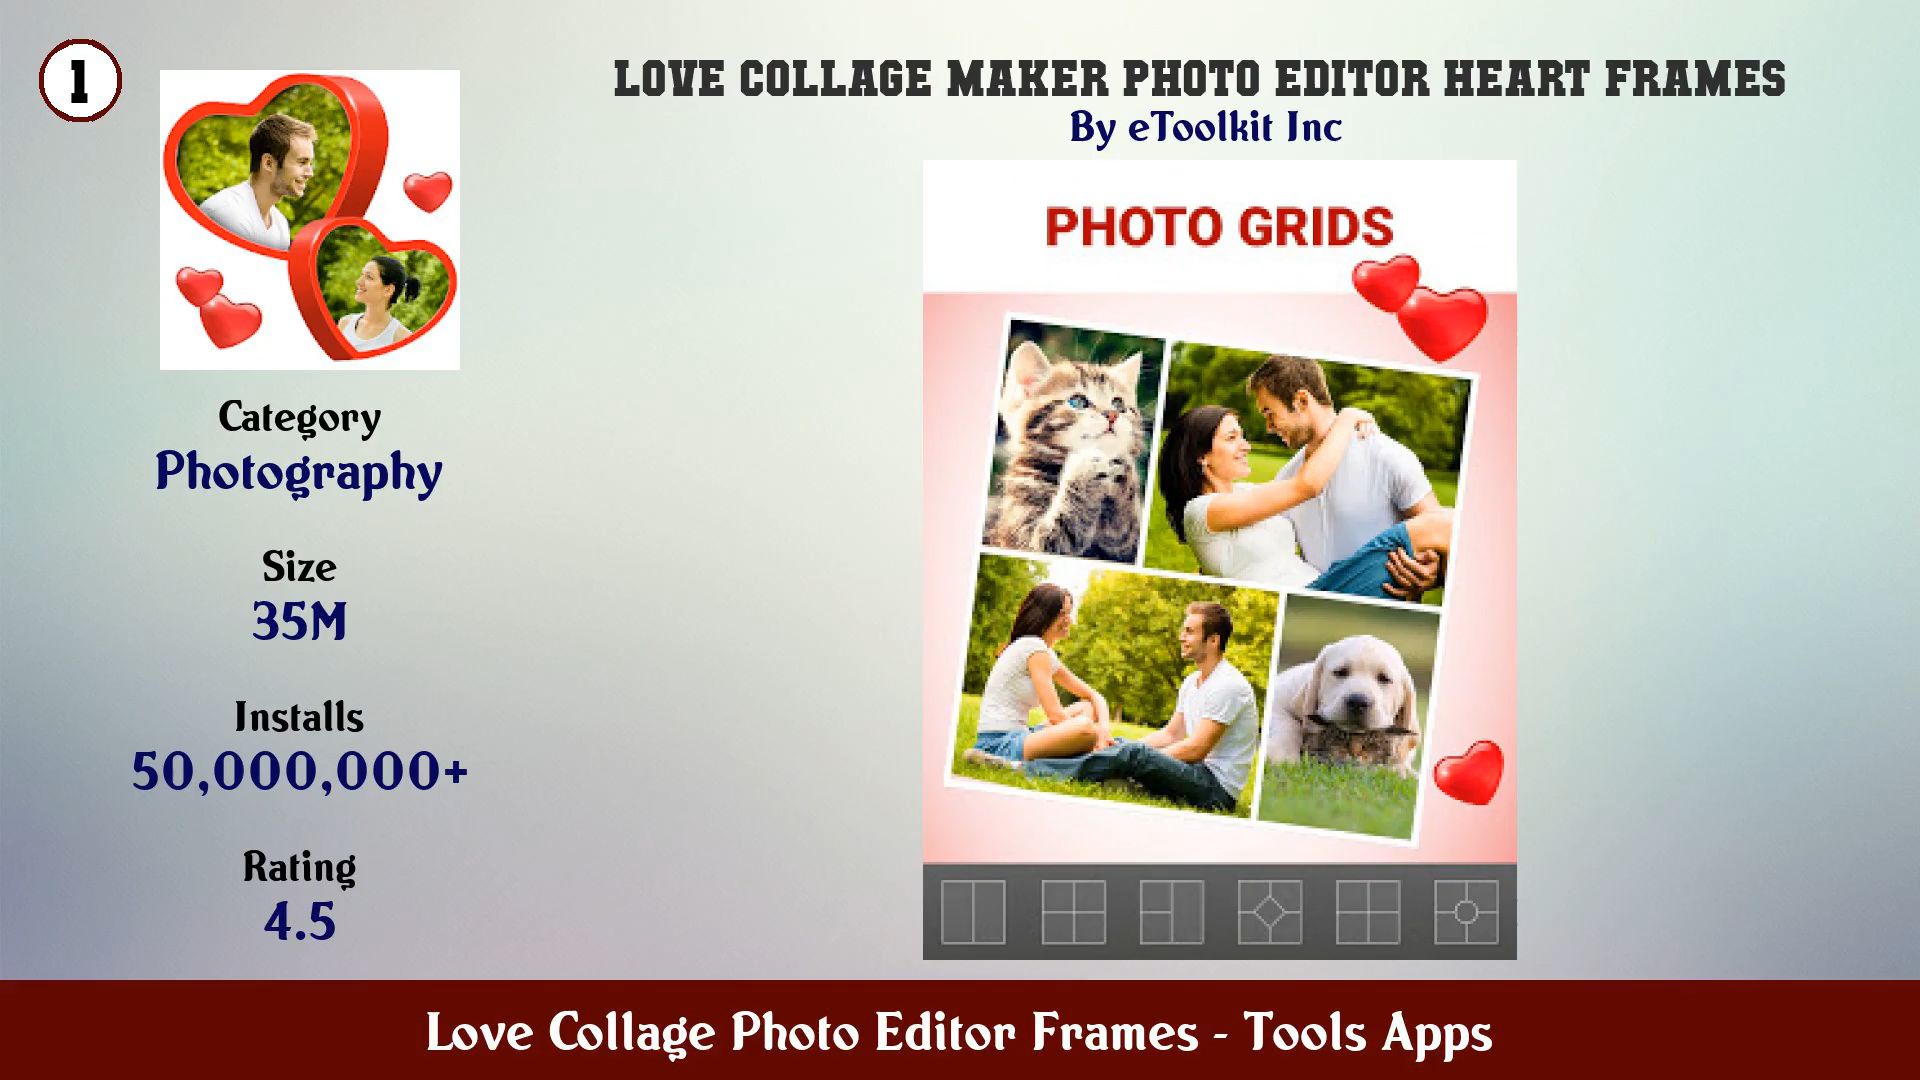 1
LOVE COLLAGE MAKER PHOTO EDITOR HEART FRAMES
By eToolkit Inc
PHOTO GRIDS
Category
Photography
Size
35M
Installs
50,000,000+
Rating
4.5
Love Collage Photo Editor Frames - Tools Apps